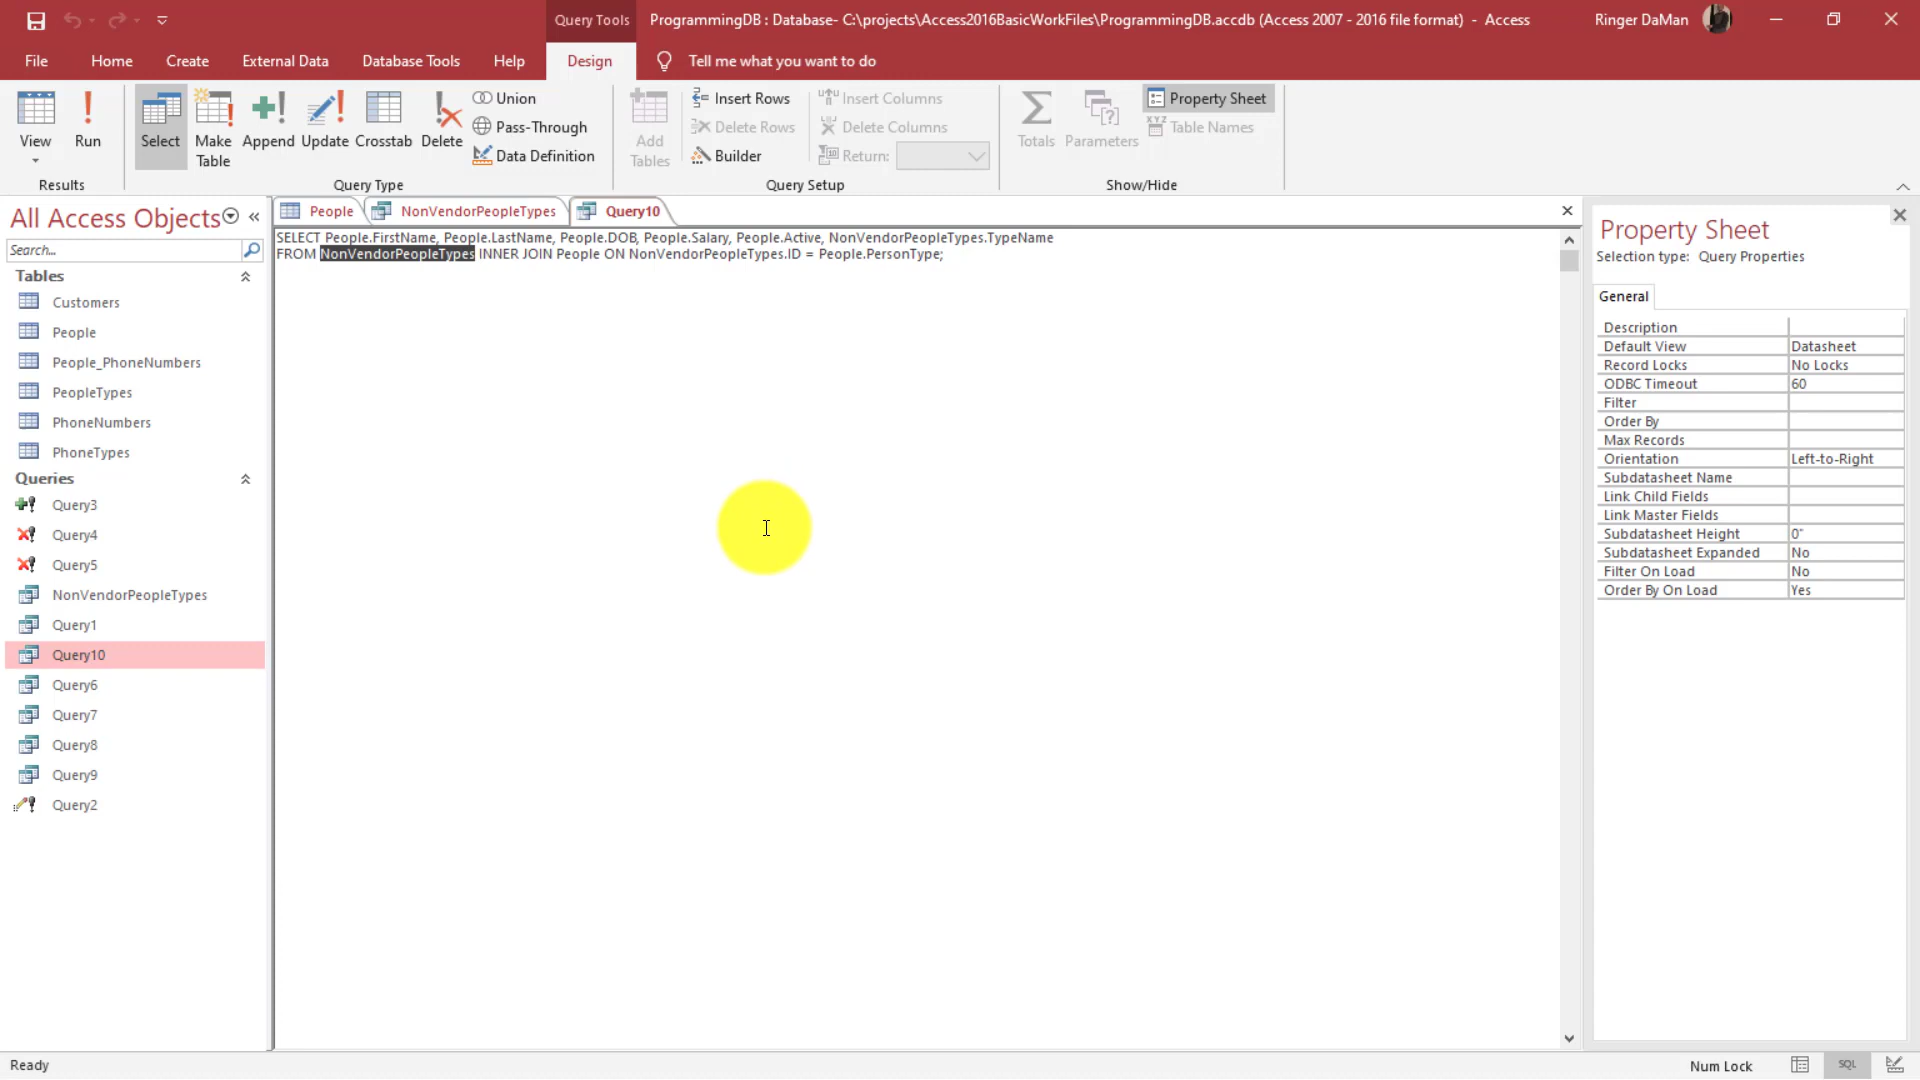 Query Tools
ProgrammingDB : Database- C:\projects\Access2016BasicWorkFiles\ProgrammingDB.accdb (Access 2007 - 2016 file format) - Access
Ringer DaMan
File Home Create External Data Database Tools Help Design Tell me what you want to do
View
Run
Results
Select
Make Table
Append
Update
Crosstab
Delete
Union
Pass-Through
Data Definition
Query Type
Add Tables
Insert Rows
Delete Rows
Builder
Insert Columns
Delete Columns
Return:
Query Setup
Totals
Parameters
Property Sheet
Table Names
Show/Hide
All Access Objects
Search...
Tables
Customers
People
People_PhoneNumbers
PeopleTypes
PhoneNumbers
PhoneTypes
Queries
Query3
Query4
Query5
NonVendorPeopleTypes
Query1
Query10
Query6
Query7
Query8
Query9
Query2
People
NonVendorPeopleTypes
Query10
SELECT People.FirstName, People.LastName, People.DOB, People.Salary, People.Active, NonVendorPeopleTypes.TypeName
FROM NonVendorPeopleTypes INNER JOIN People ON NonVendorPeopleTypes.ID = People.PersonType;
Property Sheet
Selection type: Query Properties
General
Description
Default View Datasheet
Record Locks No Locks
ODBC Timeout 60
Filter
Order By
Max Records
Orientation Left-to-Right
Subdatasheet Name
Link Child Fields
Link Master Fields
Subdatasheet Height 0"
Subdatasheet Expanded No
Filter On Load No
Order By On Load Yes
Ready
Num Lock
SQL